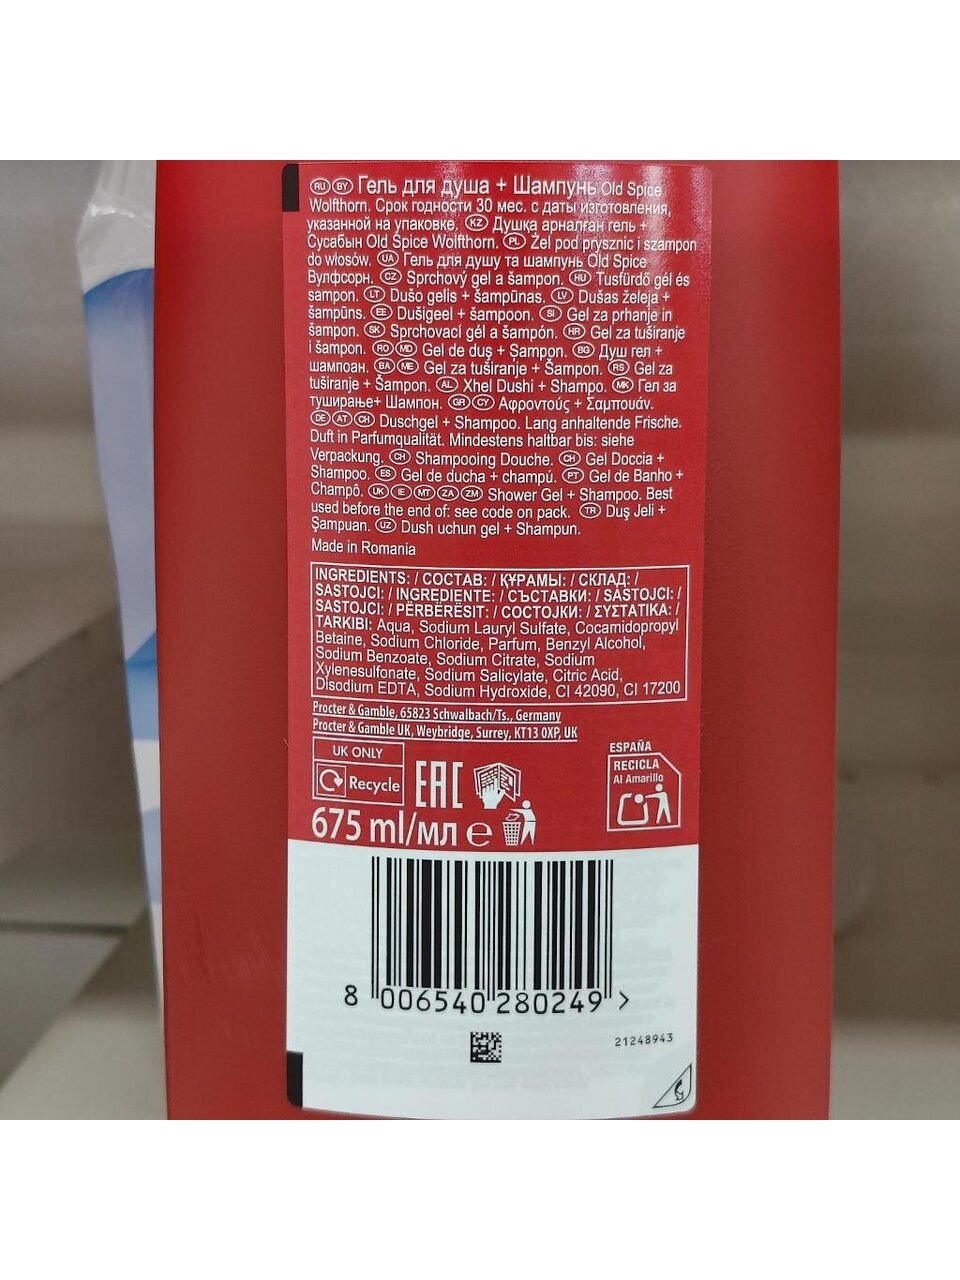 RU BY Гель для душа + Шампунь Old Spice
Wolfthorn. Срок годности 30 мес. с даты изготовления,
указанной на упаковке. KZ Душқа арналған гель +
Сусабын Old Spice Wolfthorn. PL Żel pod prysznic i szampon
do włosów. UA Гель для душу та шампунь Old Spice
Вулфсорн. CZ Sprchový gel a šampon. HU Tusfürdő gél és
sampon. LT Dušo gelis + šampūnas. LV Dušas želeja +
šampūns. EE Dušigeel + šampoon. SI Gel za prhanje in
šampon. SK Sprchovací gél a šampón. HR Gel za tuširanje
i šampon. RO MD Gel de duș + Șampon. BG Душ гел +
шампоан. BA ME Gel za tuširanje + Šampon. RS Gel za
tuširanje + Šampon. AL Xhel Dushi + Shampo. MK Гел за
туширање+ Шампон. GR CY Αφροντούς + Σαμπουάν.
DE AT CH Duschgel + Shampoo. Lang anhaltende Frische.
Duft in Parfumqualität. Mindestens haltbar bis: siehe
Verpackung. CH Shampooing Douche. CH Gel Doccia +
Shampoo. ES Gel de ducha + champú. PT Gel de Banho +
Champô. UK IE MT ZA ZM Shower Gel + Shampoo. Best
used before the end of: see code on pack. TR Duş Jeli +
Şampuan. UZ Dush uchun gel + Shampun.
Made in Romania
INGREDIENTS: / СОСТАВ: / ҚҰРАМЫ: / СКЛАД: /
SASTOJCI: / INGREDIENTE: / СЪСТАВКИ: / SASTOJCI: /
SASTOJCI: / PËRBËRËSIT: / СОСТОЈКИ: / ΣΥΣΤΑΤΙΚΑ: /
TARKIBI: Aqua, Sodium Lauryl Sulfate, Cocamidopropyl
Betaine, Sodium Chloride, Parfum, Benzyl Alcohol,
Sodium Benzoate, Sodium Citrate, Sodium
Xylenesulfonate, Sodium Salicylate, Citric Acid,
Disodium EDTA, Sodium Hydroxide, CI 42090, CI 17200
Procter & Gamble, 65823 Schwalbach/Ts., Germany
Procter & Gamble UK, Weybridge, Surrey, KT13 0XP, UK
UK ONLY
Recycle
EAC
ESPAÑA
RECICLA
Al Amarillo
675 ml/мл e
8 006540 280249 >
21248943